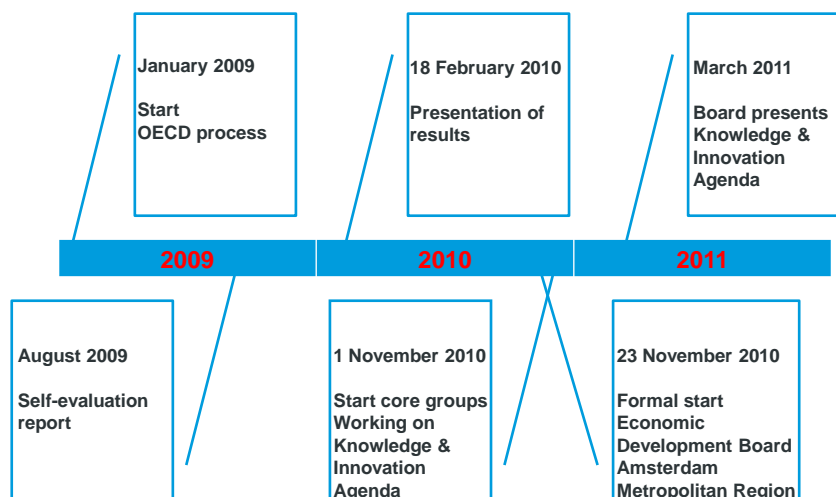 January 2009
Start
OECD process
18 February 2010
Presentation of
results
March 2011
Board presents
Knowledge &
Innovation
Agenda
2009
2010
2011
August 2009
Self-evaluation
report
1 November 2010
Start core groups
Working on
Knowledge &
Innovation
Agenda
23 November 2010
Formal start
Economic
Development Board
Amsterdam
Metropolitan Region